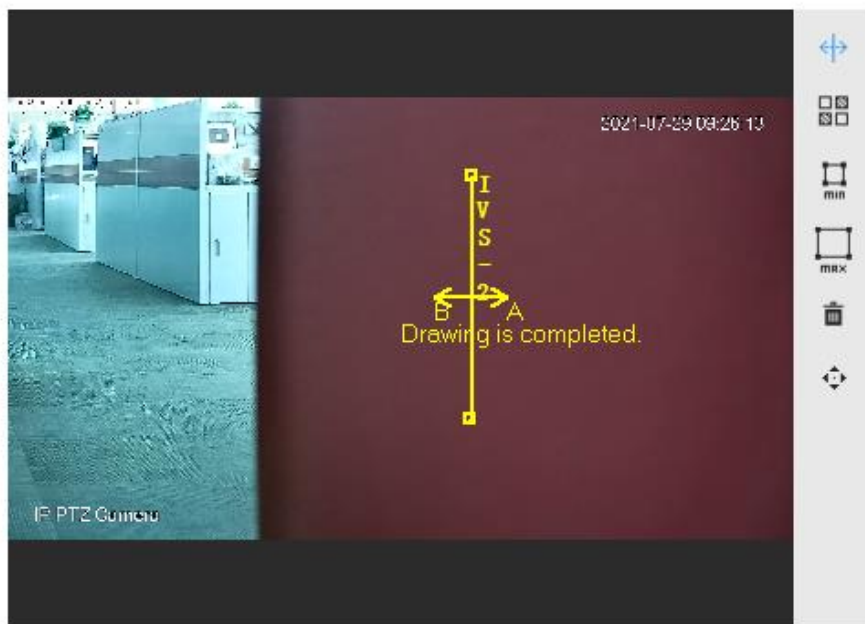 2021-07-29 09:26:13
I
V
S
-
2
B A
Drawing is completed.
min
max
IP PTZ Camera